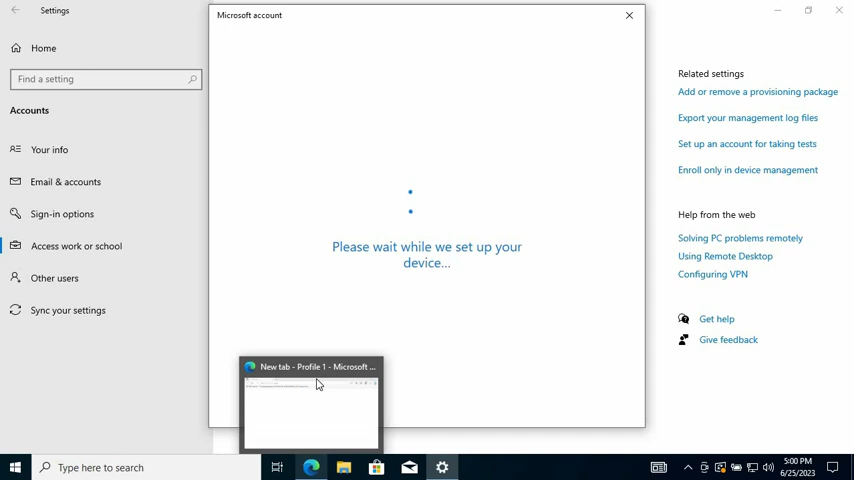 Settings
Home
Find a setting
Accounts
Your info
Email & accounts
Sign-in options
Access work or school
Other users
Sync your settings
Microsoft account
Please wait while we set up your
device...
Related settings
Add or remove a provisioning package
Export your management log files
Set up an account for taking tests
Enroll only in device management
Help from the web
Solving PC problems remotely
Using Remote Desktop
Configuring VPN
Get help
Give feedback
New tab - Profile 1 - Microsoft ...
Type here to search
5:00 PM
6/25/2023